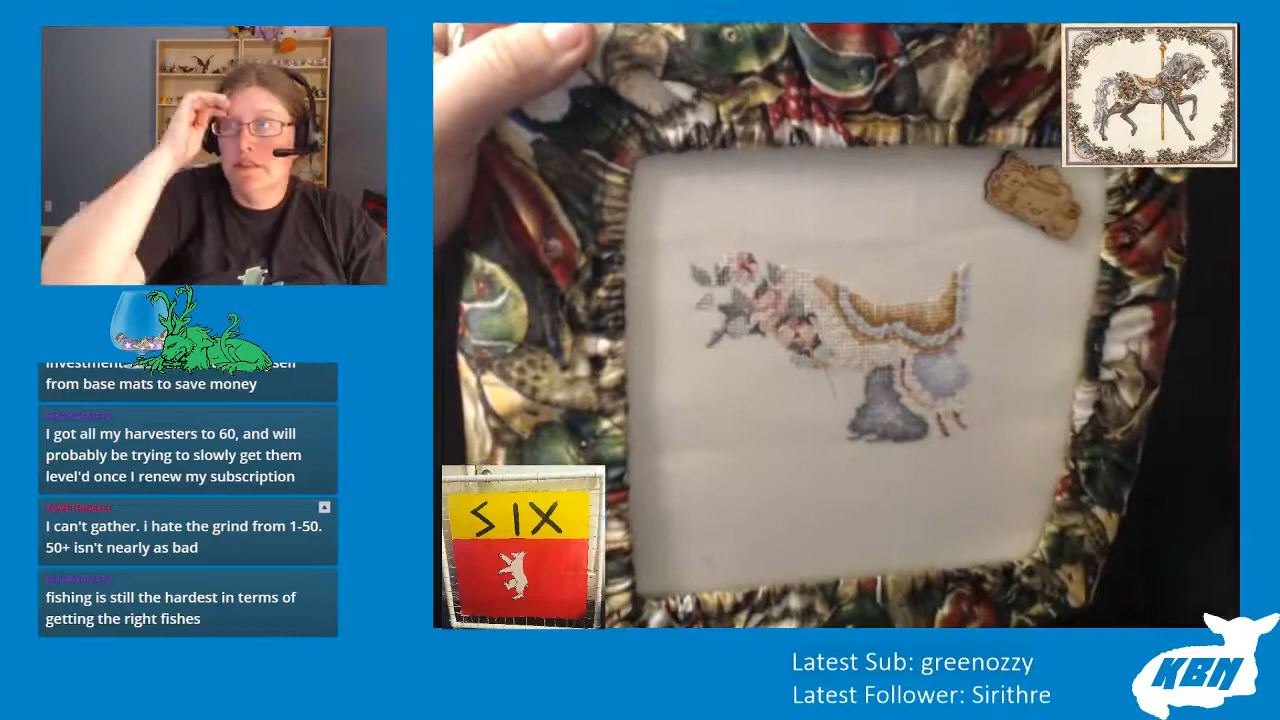 from base mats to save money
I got all my harvesters to 60, and will
probably be trying to slowly get them
level'd once I renew my subscription
I can't gather. i hate the grind from 1-50.
50+ isn't nearly as bad
fishing is still the hardest in terms of
getting the right fishes
SIX
Latest Sub: greenozzy
Latest Follower: Sirithre
KBN